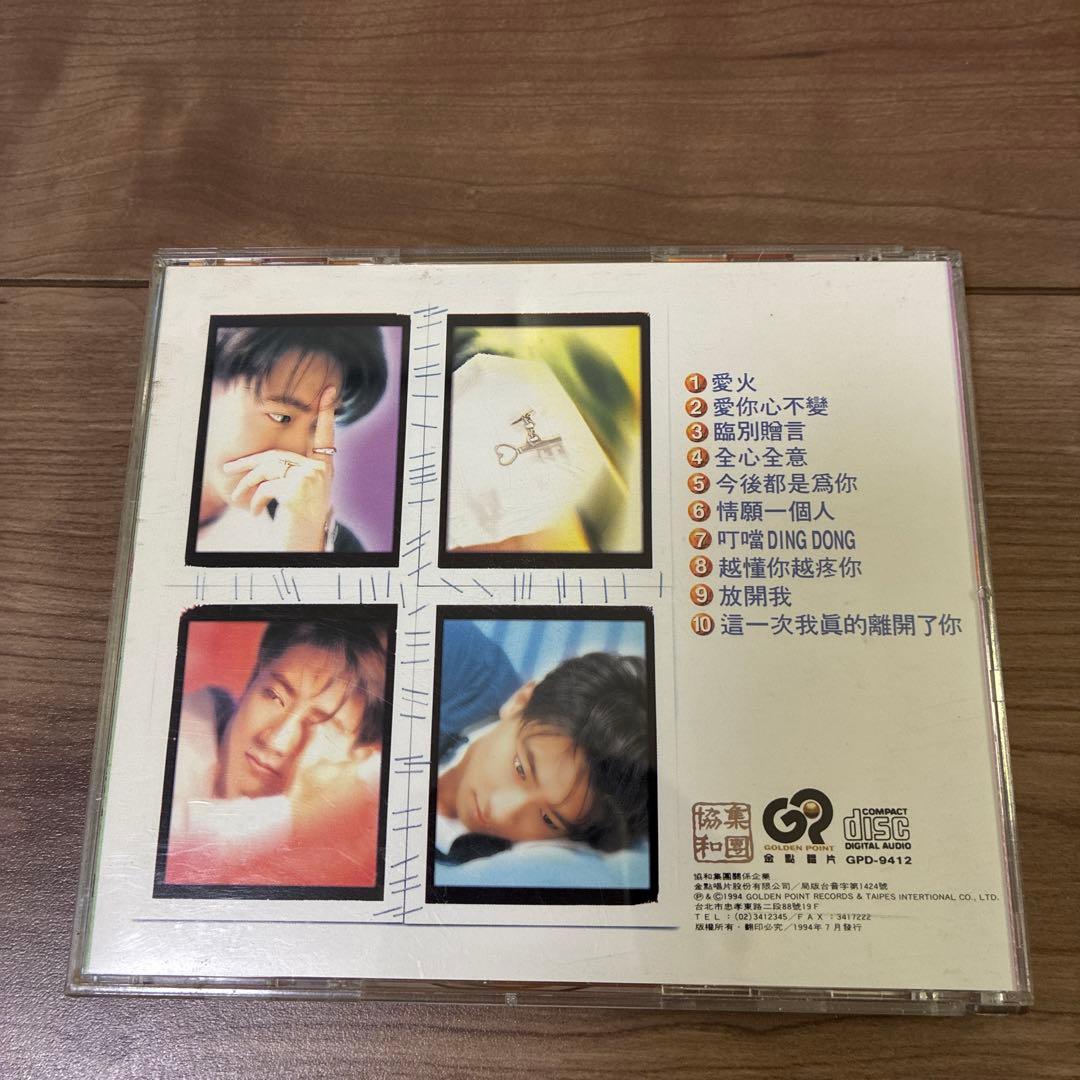 1 愛火
2 愛你心不變
3 臨別贈言
4 全心全意
5 今後都是爲你
6 情願一個人
7 叮噹DING DONG
8 越懂你越疼你
9 放開我
10 這一次我眞的離開了你
協和集團
GOLDEN POINT
金點唱片
COMPACT
disc
DIGITAL AUDIO
GPD-9412
協和集團關係企業
金點唱片股份有限公司／局版台音字第1424號
Ⓟ&Ⓒ1994 GOLDEN POINT RECORDS & TAIPES INTERTIONAL CO., LTD.
台北市忠孝東路二段88號19F
TEL：(02)3412345／FAX：3417222
版權所有・翻印必究／1994年7月發行